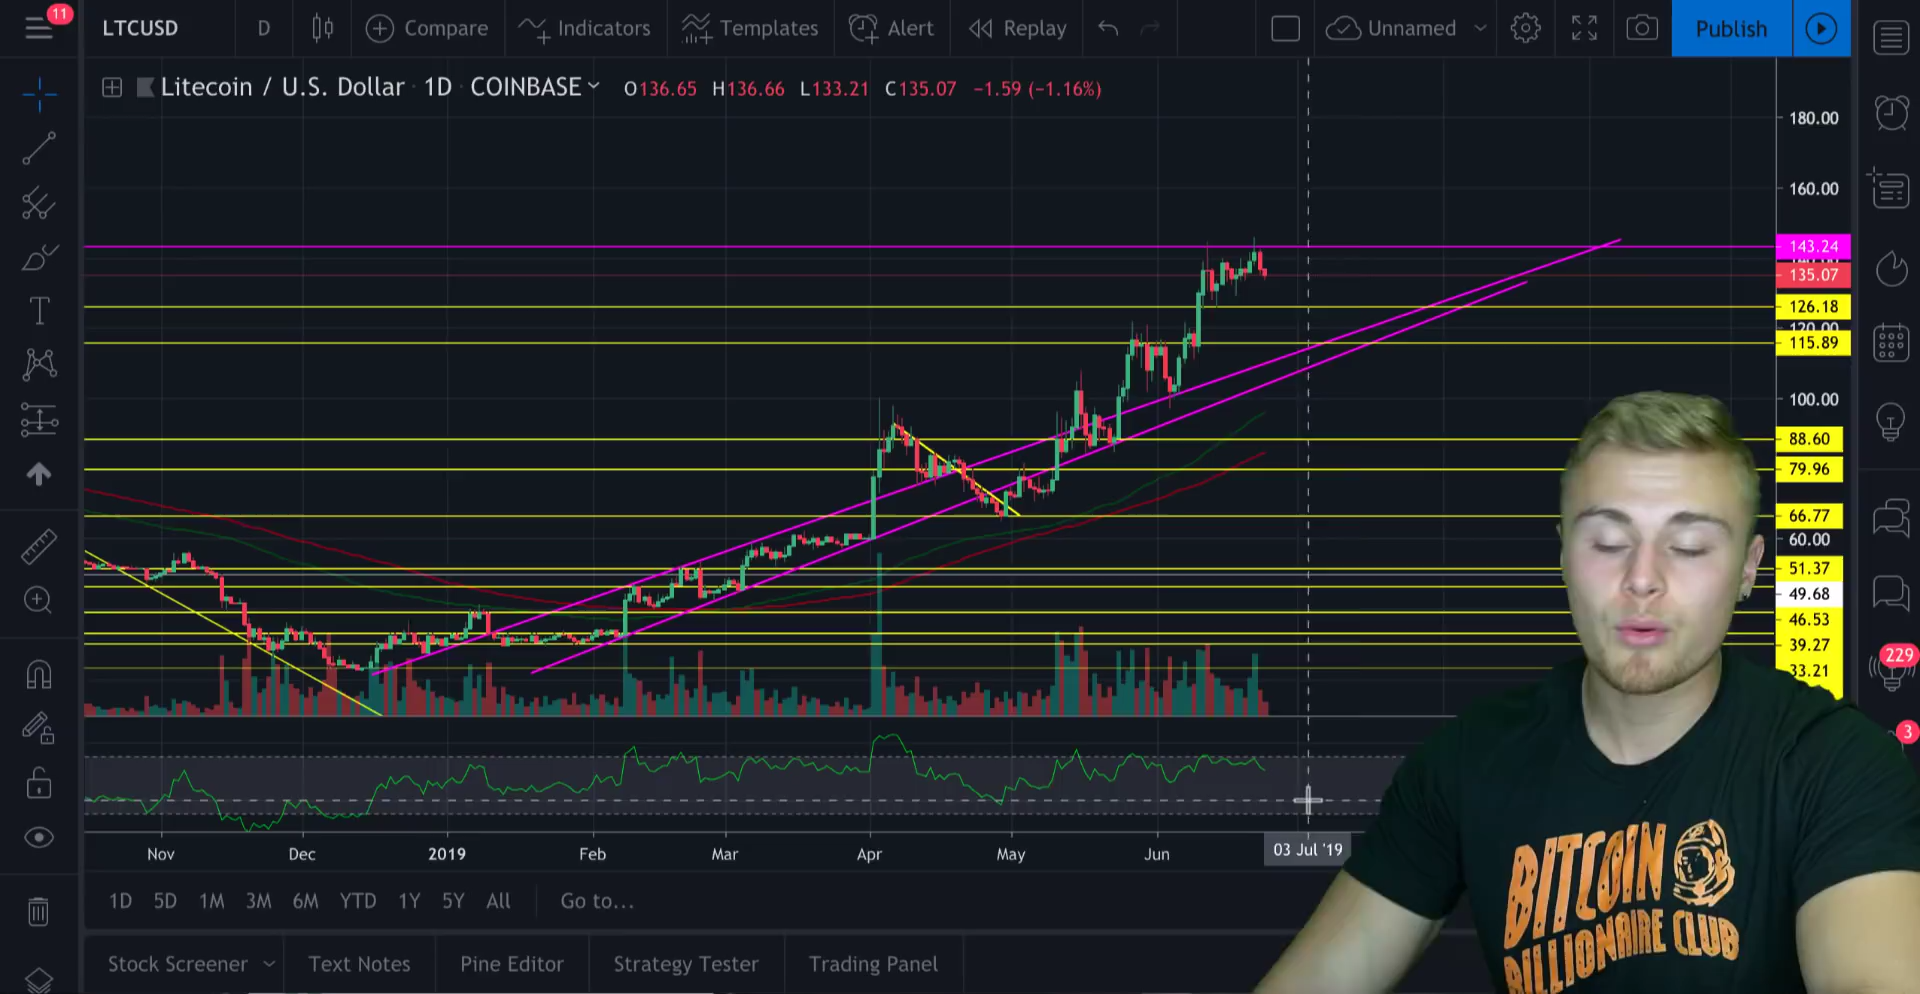 11
LTCUSD
D
Compare
Indicators
Templates
Alert
Replay
Unnamed
Publish
Litecoin / U.S. Dollar · 1D · COINBASE
O136.65 H136.66 L133.21 C135.07 −1.59 (−1.16%)
180.00
160.00
143.24
135.07
126.18
120.00
115.89
100.00
88.60
79.96
66.77
60.00
51.37
49.68
46.53
39.27
33.21
229
3
Nov
Dec
2019
Feb
Mar
Apr
May
Jun
03 Jul '19
1D 5D 1M 3M 6M YTD 1Y 5Y All
Go to...
Stock Screener
Text Notes
Pine Editor
Strategy Tester
Trading Panel
BITCOIN
BILLIONAIRE CLUB
BILLIONAIRE
T